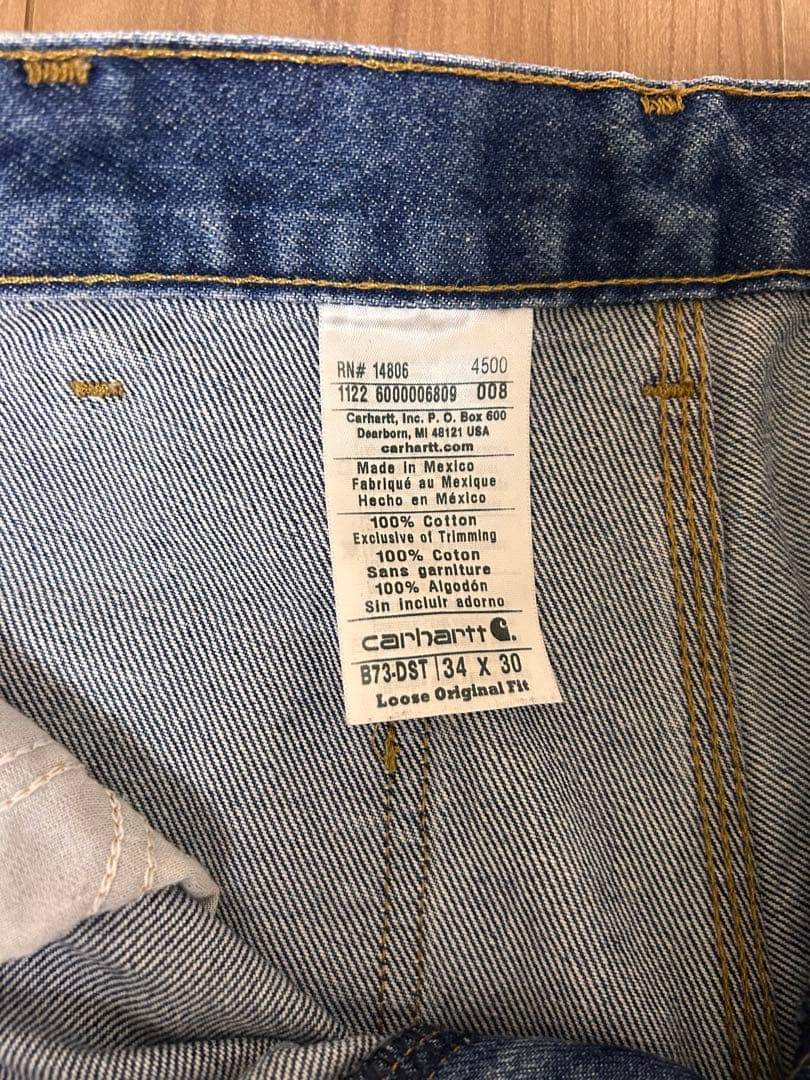 RN# 14806 4500
1122 6000006809 008
Carhartt, Inc. P. O. Box 600
Dearborn, MI 48121 USA
carhartt.com
Made in Mexico
Fabriqué au Mexique
Hecho en México
100% Cotton
Exclusive of Trimming
100% Coton
Sans garniture
100% Algodón
Sin incluir adorno
carhartt
B73-DST | 34 X 30
Loose Original Fit